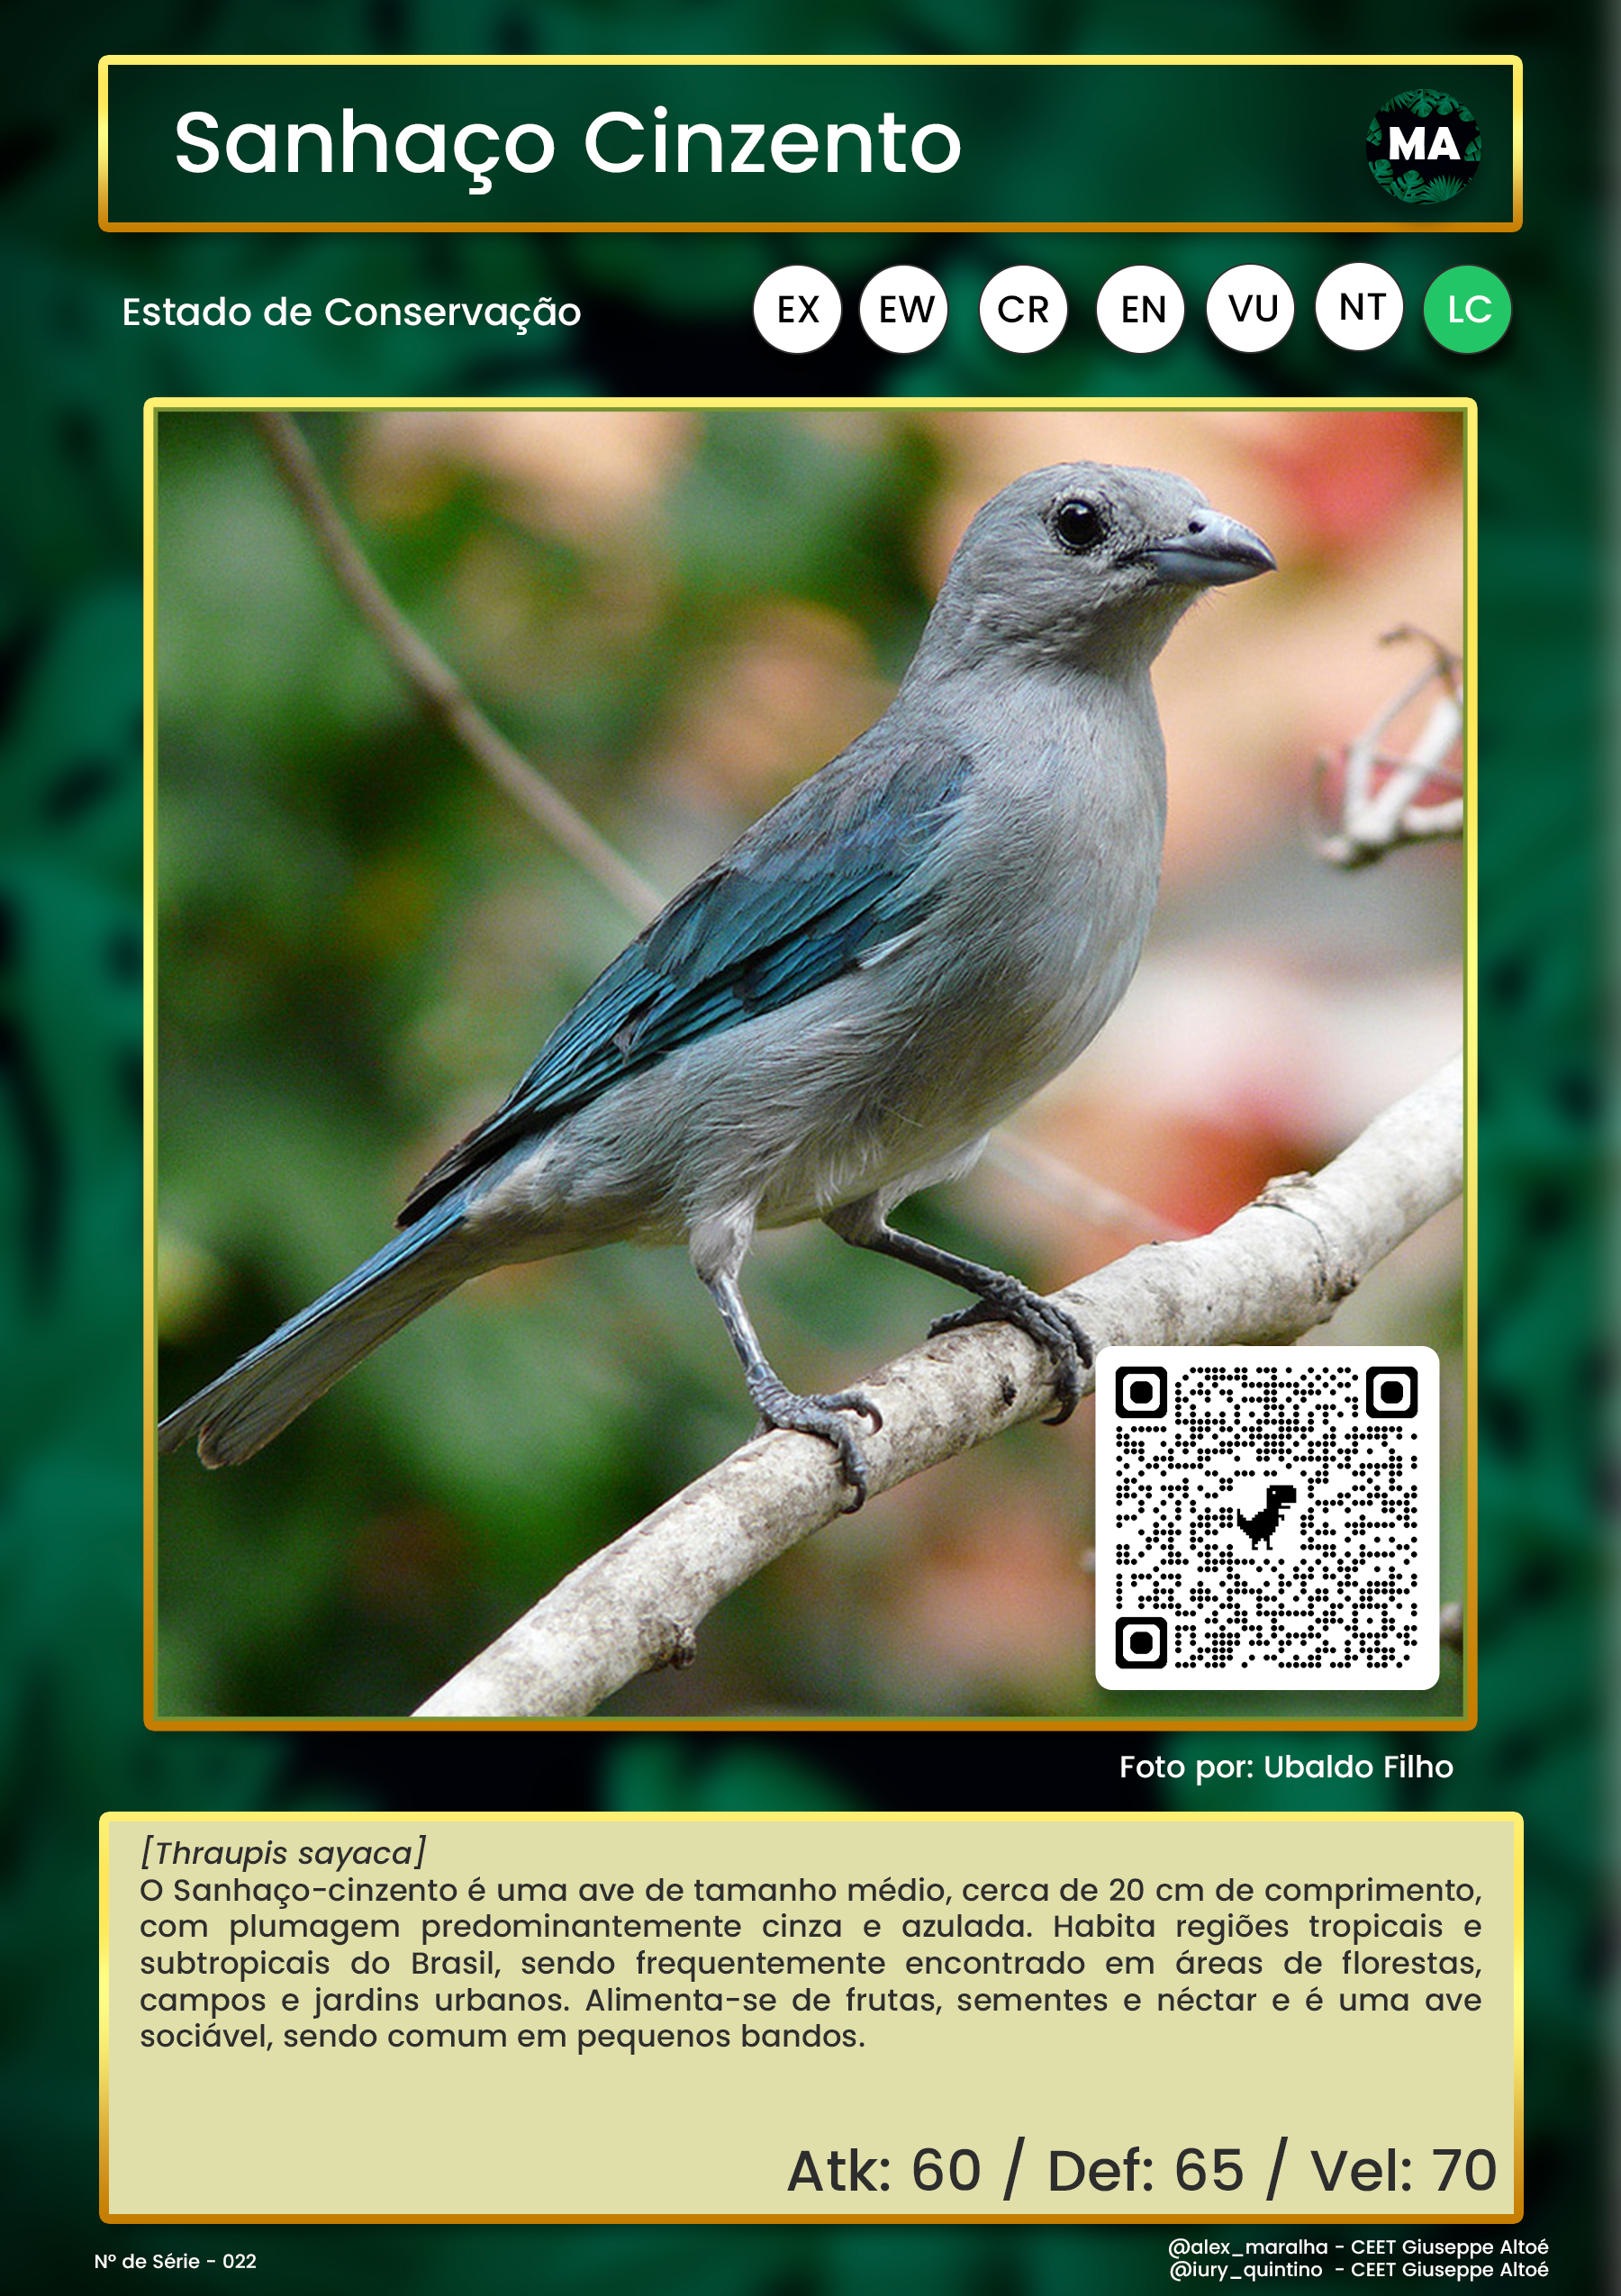 Sanhaço Cinzento
MA
Estado de Conservação
EX EW CR EN VU NT LC
Foto por: Ubaldo Filho
[Thraupis sayaca]
O Sanhaço-cinzento é uma ave de tamanho médio, cerca de 20 cm de comprimento,
com plumagem predominantemente cinza e azulada. Habita regiões tropicais e
subtropicais do Brasil, sendo frequentemente encontrado em áreas de florestas,
campos e jardins urbanos. Alimenta-se de frutas, sementes e néctar e é uma ave
sociável, sendo comum em pequenos bandos.
Atk: 60 / Def: 65 / Vel: 70
Nº de Série - 022
@alex_maralha - CEET Giuseppe Altoé
@iury_quintino - CEET Giuseppe Altoé